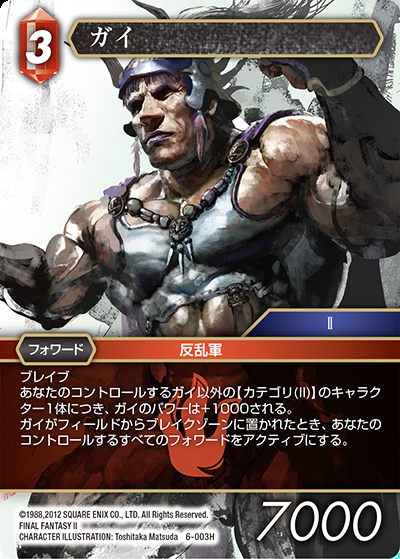 3
ガイ
II
フォワード
反乱軍
ブレイブ
あなたのコントロールするガイ以外の【カテゴリ(II)】のキャラク
ター1体につき、ガイのパワーは+1000される。
ガイがフィールドからブレイクゾーンに置かれたとき、あなたの
コントロールするすべてのフォワードをアクティブにする。
©1988,2012 SQUARE ENIX CO., LTD. All Rights Reserved.
FINAL FANTASY II
CHARACTER ILLUSTRATION: Toshitaka Matsuda 6-003H
7000